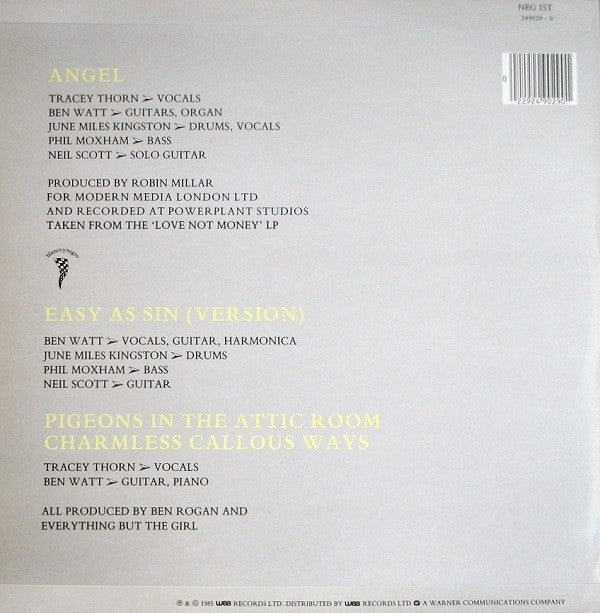 NEG 15T
249029 - 0
0
22924"90290
ANGEL
TRACEY THORN ➢ VOCALS
BEN WATT ➢ GUITARS, ORGAN
JUNE MILES KINGSTON ➢ DRUMS, VOCALS
PHIL MOXHAM ➢ BASS
NEIL SCOTT ➢ SOLO GUITAR
PRODUCED BY ROBIN MILLAR
FOR MODERN MEDIA LONDON LTD
AND RECORDED AT POWERPLANT STUDIOS
TAKEN FROM THE ‘LOVE NOT MONEY’ LP
blanco y negro
EASY AS SIN (VERSION)
BEN WATT ➢ VOCALS, GUITAR, HARMONICA
JUNE MILES KINGSTON ➢ DRUMS
PHIL MOXHAM ➢ BASS
NEIL SCOTT ➢ GUITAR
PIGEONS IN THE ATTIC ROOM
CHARMLESS CALLOUS WAYS
TRACEY THORN ➢ VOCALS
BEN WATT ➢ GUITAR, PIANO
ALL PRODUCED BY BEN ROGAN AND
EVERYTHING BUT THE GIRL
℗ & © 1985 wea RECORDS LTD. DISTRIBUTED BY wea RECORDS LTD A WARNER COMMUNICATIONS COMPANY